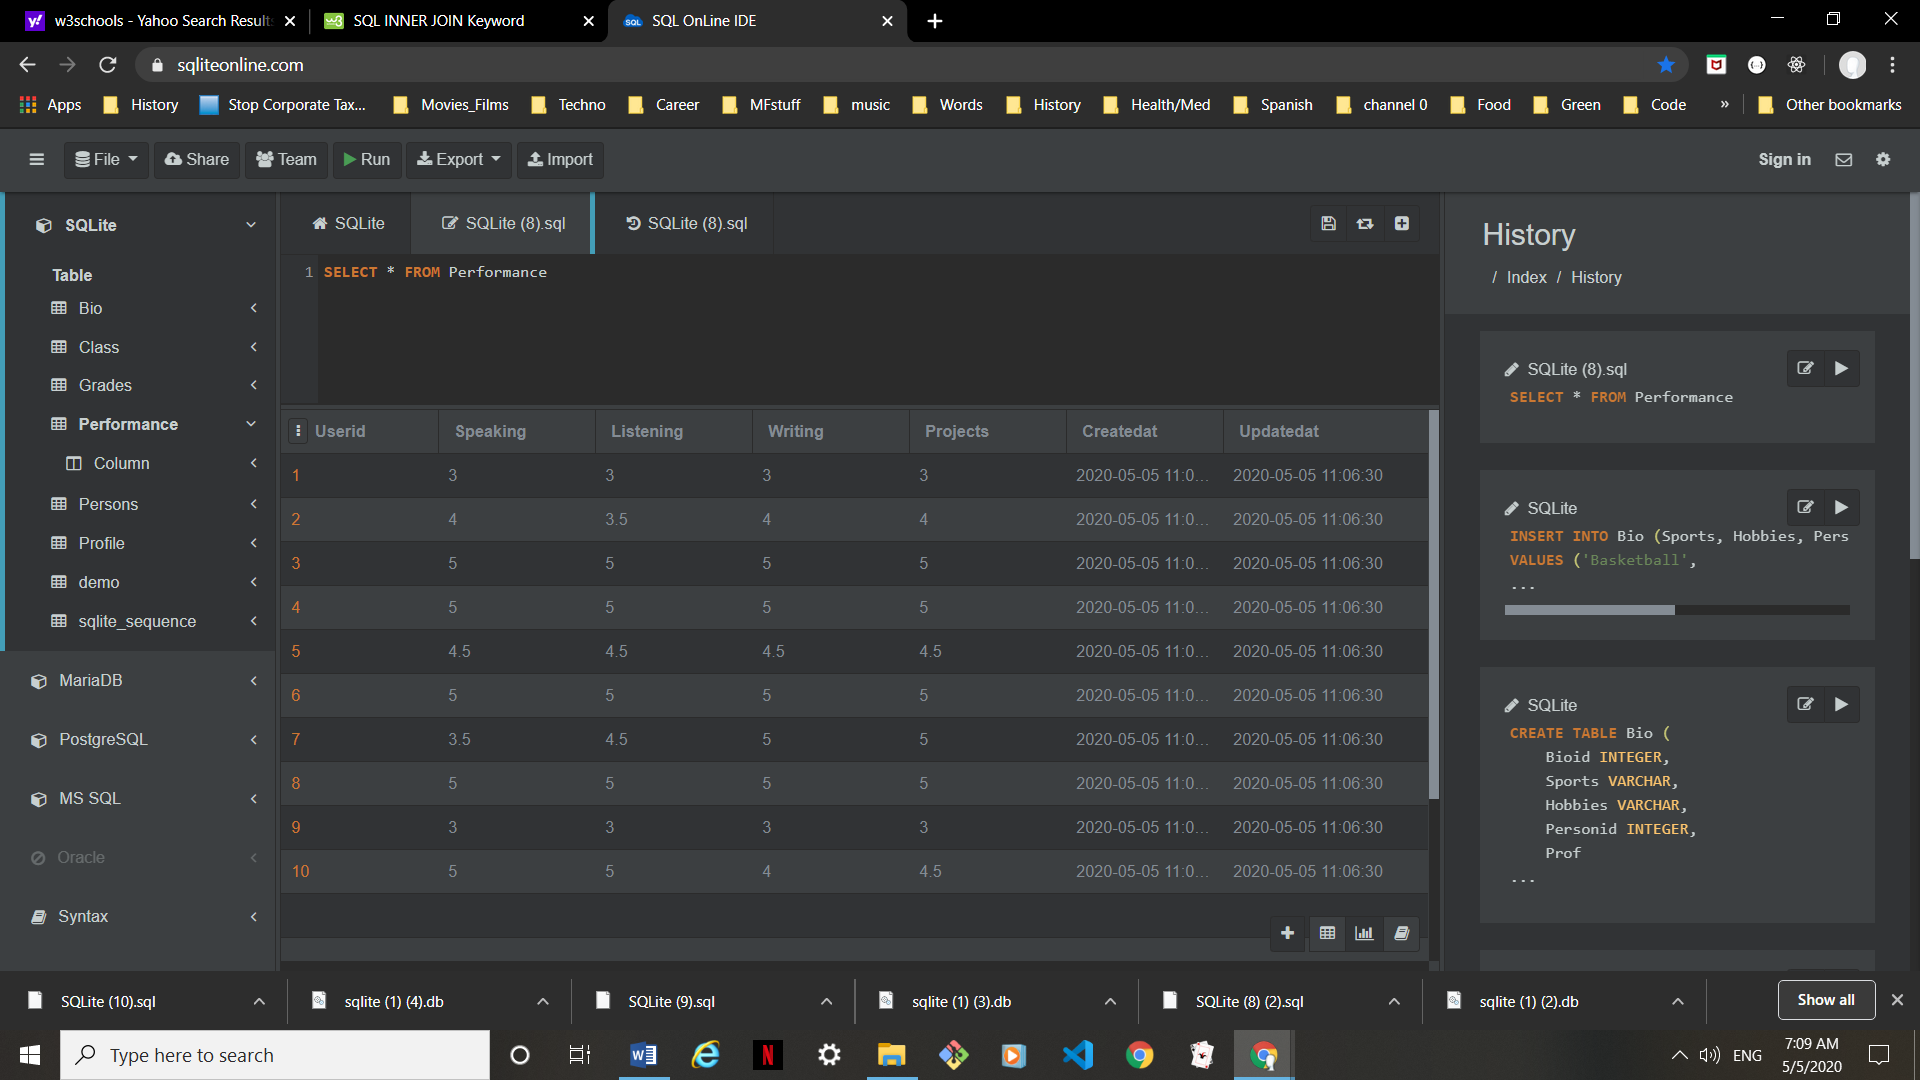 w3schools - Yahoo Search Results
SQL INNER JOIN Keyword
SQL OnLine IDE
sqliteonline.com
Apps
History
Stop Corporate Tax...
Movies_Films
Techno
Career
MFstuff
music
Words
History
Health/Med
Spanish
channel 0
Food
Green
Code
»
Other bookmarks
File
Share
Team
Run
Export
Import
Sign in
SQLite
Table
Bio
Class
Grades
Performance
Column
Persons
Profile
demo
sqlite_sequence
MariaDB
PostgreSQL
MS SQL
Oracle
Syntax
SQLite
SQLite (8).sql
SQLite (8).sql
1 SELECT * FROM Performance
Userid Speaking Listening Writing Projects Createdat Updatedat
1 3 3 3 3 2020-05-05 11:0... 2020-05-05 11:06:30
2 4 3.5 4 4 2020-05-05 11:0... 2020-05-05 11:06:30
3 5 5 5 5 2020-05-05 11:0... 2020-05-05 11:06:30
4 5 5 5 5 2020-05-05 11:0... 2020-05-05 11:06:30
5 4.5 4.5 4.5 4.5 2020-05-05 11:0... 2020-05-05 11:06:30
6 5 5 5 5 2020-05-05 11:0... 2020-05-05 11:06:30
7 3.5 4.5 5 5 2020-05-05 11:0... 2020-05-05 11:06:30
8 5 5 5 5 2020-05-05 11:0... 2020-05-05 11:06:30
9 3 3 3 3 2020-05-05 11:0... 2020-05-05 11:06:30
10 5 5 4 4.5 2020-05-05 11:0... 2020-05-05 11:06:30
History
/ Index / History
SQLite (8).sql
SELECT * FROM Performance
SQLite
INSERT INTO Bio (Sports, Hobbies, Pers
VALUES ('Basketball',
...
SQLite
CREATE TABLE Bio (
Bioid INTEGER,
Sports VARCHAR,
Hobbies VARCHAR,
Personid INTEGER,
Prof
...
SQLite (10).sql
sqlite (1) (4).db
SQLite (9).sql
sqlite (1) (3).db
SQLite (8) (2).sql
sqlite (1) (2).db
Show all
Type here to search
ENG
7:09 AM
5/5/2020